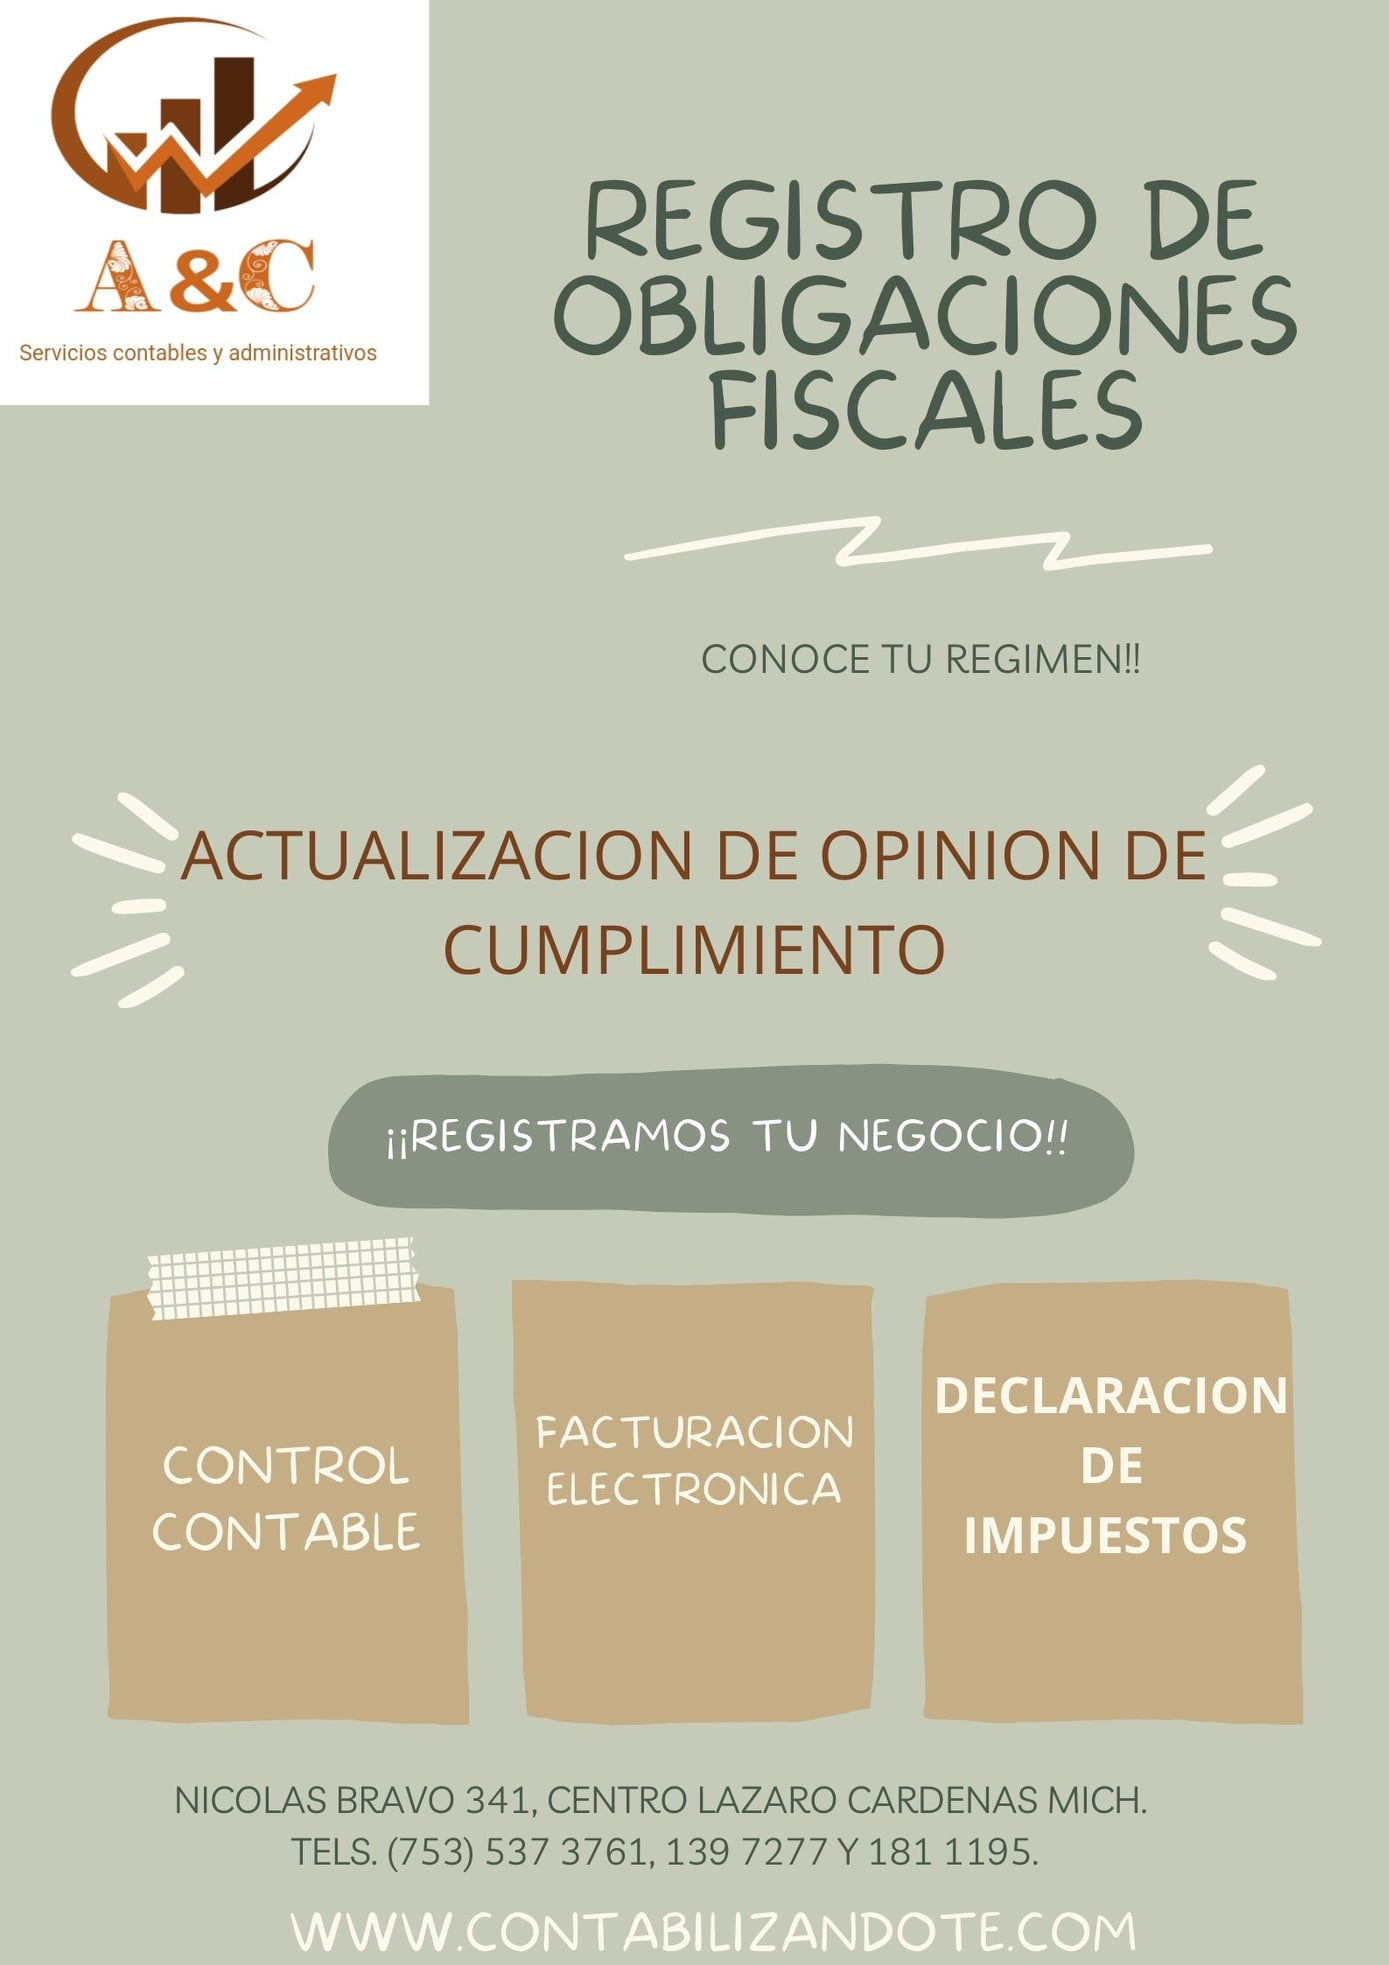 A&C
Servicios contables y administrativos
REGISTRO DE
OBLIGACIONES
FISCALES
CONOCE TU REGIMEN!!
ACTUALIZACION DE OPINION DE
CUMPLIMIENTO
¡¡REGISTRAMOS TU NEGOCIO!!
CONTROL
CONTABLE
FACTURACION
ELECTRONICA
DECLARACION
DE
IMPUESTOS
NICOLAS BRAVO 341, CENTRO LAZARO CARDENAS MICH.
TELS. (753) 537 3761, 139 7277 Y 181 1195.
WWW.CONTABILIZANDOTE.COM